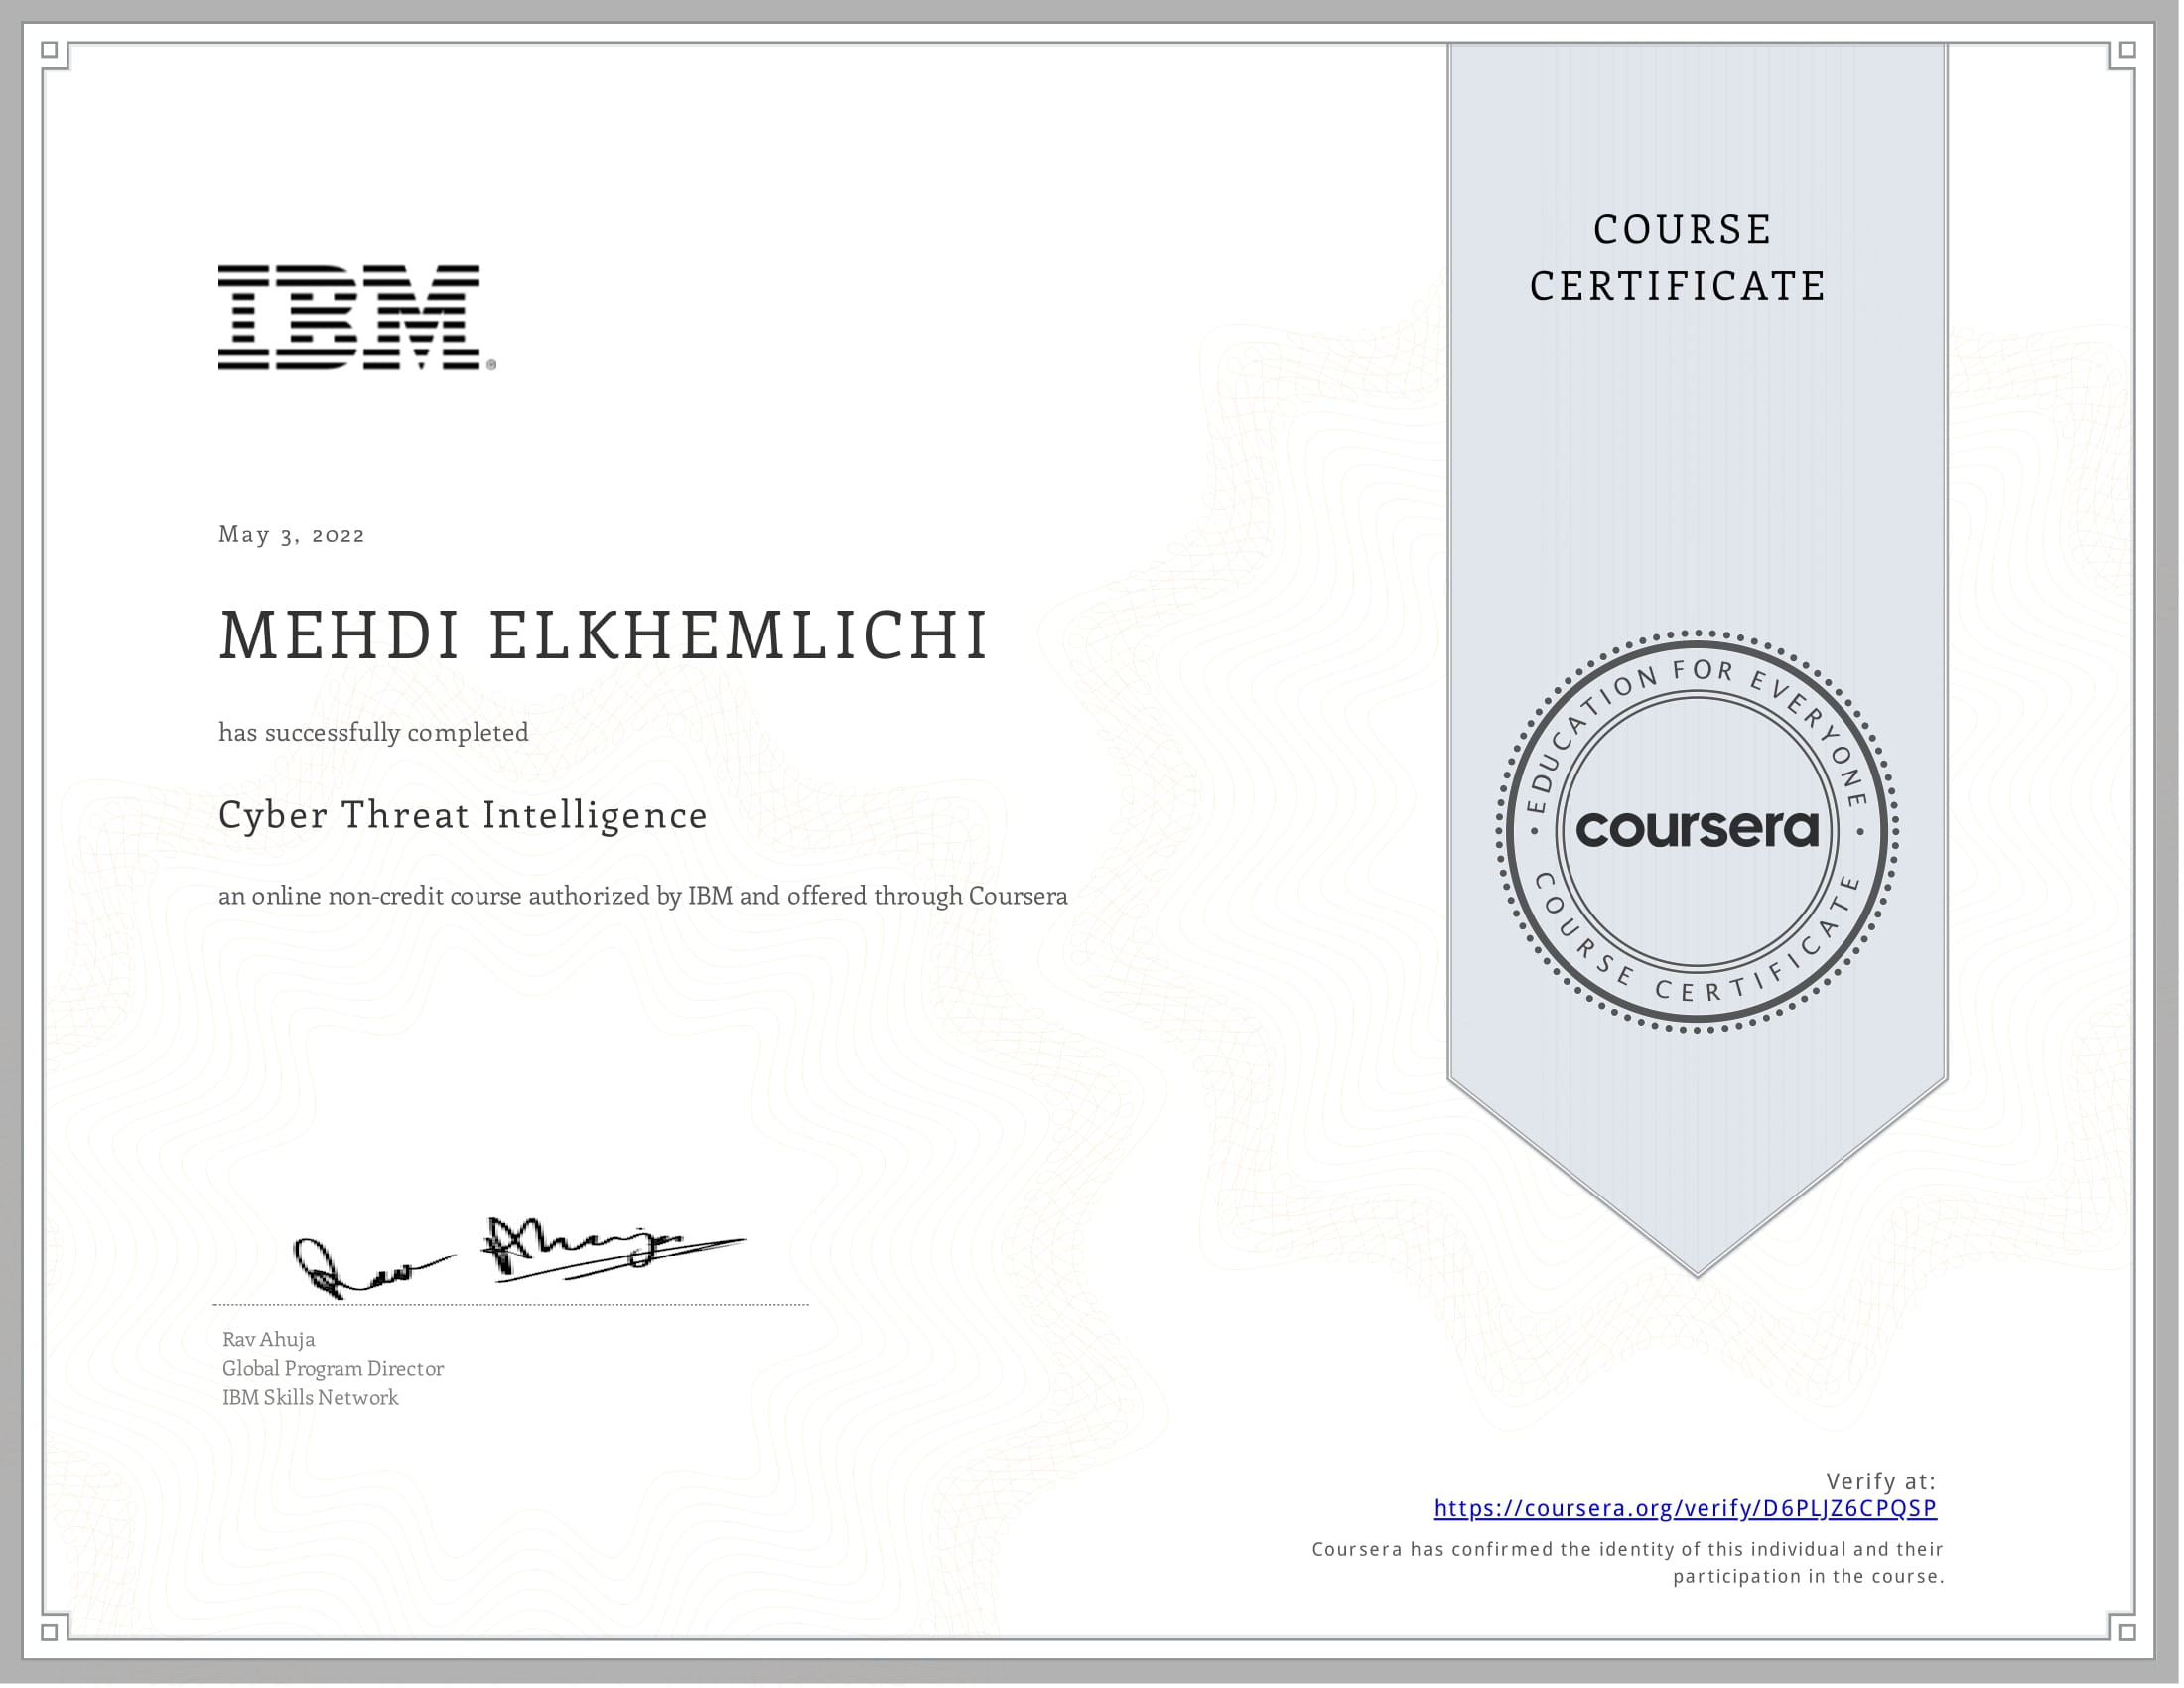 IBM®
COURSE
CERTIFICATE
May 3, 2022
MEHDI ELKHEMLICHI
has successfully completed
Cyber Threat Intelligence
an online non-credit course authorized by IBM and offered through Coursera
EDUCATION FOR EVERYONE
coursera
COURSE CERTIFICATE
Rav Ahuja
Rav Ahuja
Global Program Director
IBM Skills Network
Verify at:
https://coursera.org/verify/D6PLJZ6CPQSP
Coursera has confirmed the identity of this individual and their
participation in the course.